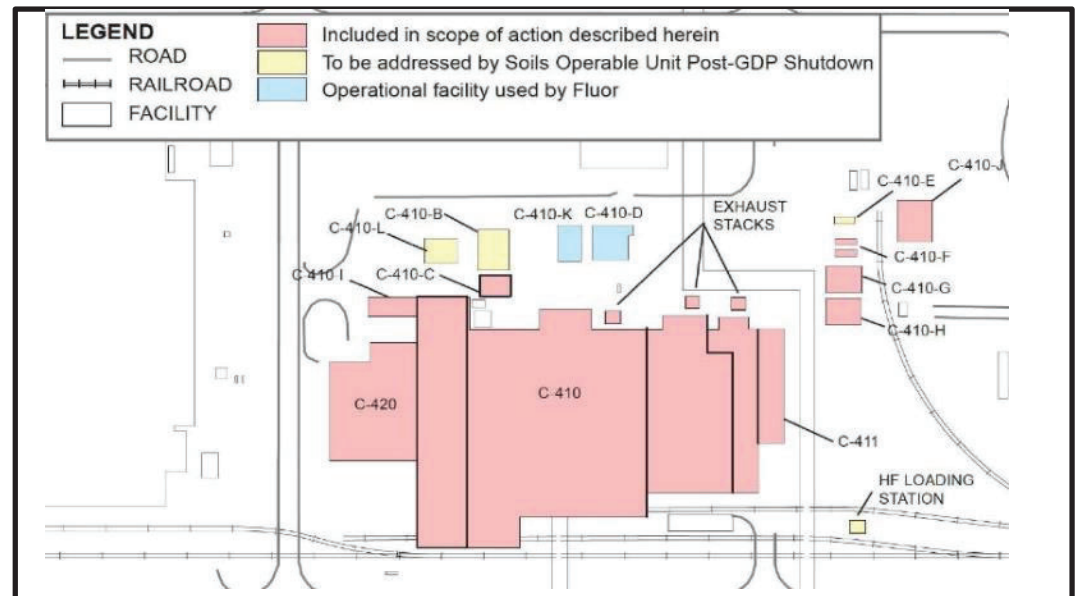 LEGEND
ROAD
RAILROAD
FACILITY
Included in scope of action described herein
To be addressed by Soils Operable Unit Post-GDP Shutdown
Operational facility used by Fluor
C-410-L
C-410-B
C-410-K
C-410-D
EXHAUST
STACKS
C-410-E
C-410-J
C-410-I
C-410-C
C-410-F
C-410-G
C-410-H
C-420
C-410
C-411
HF LOADING
STATION